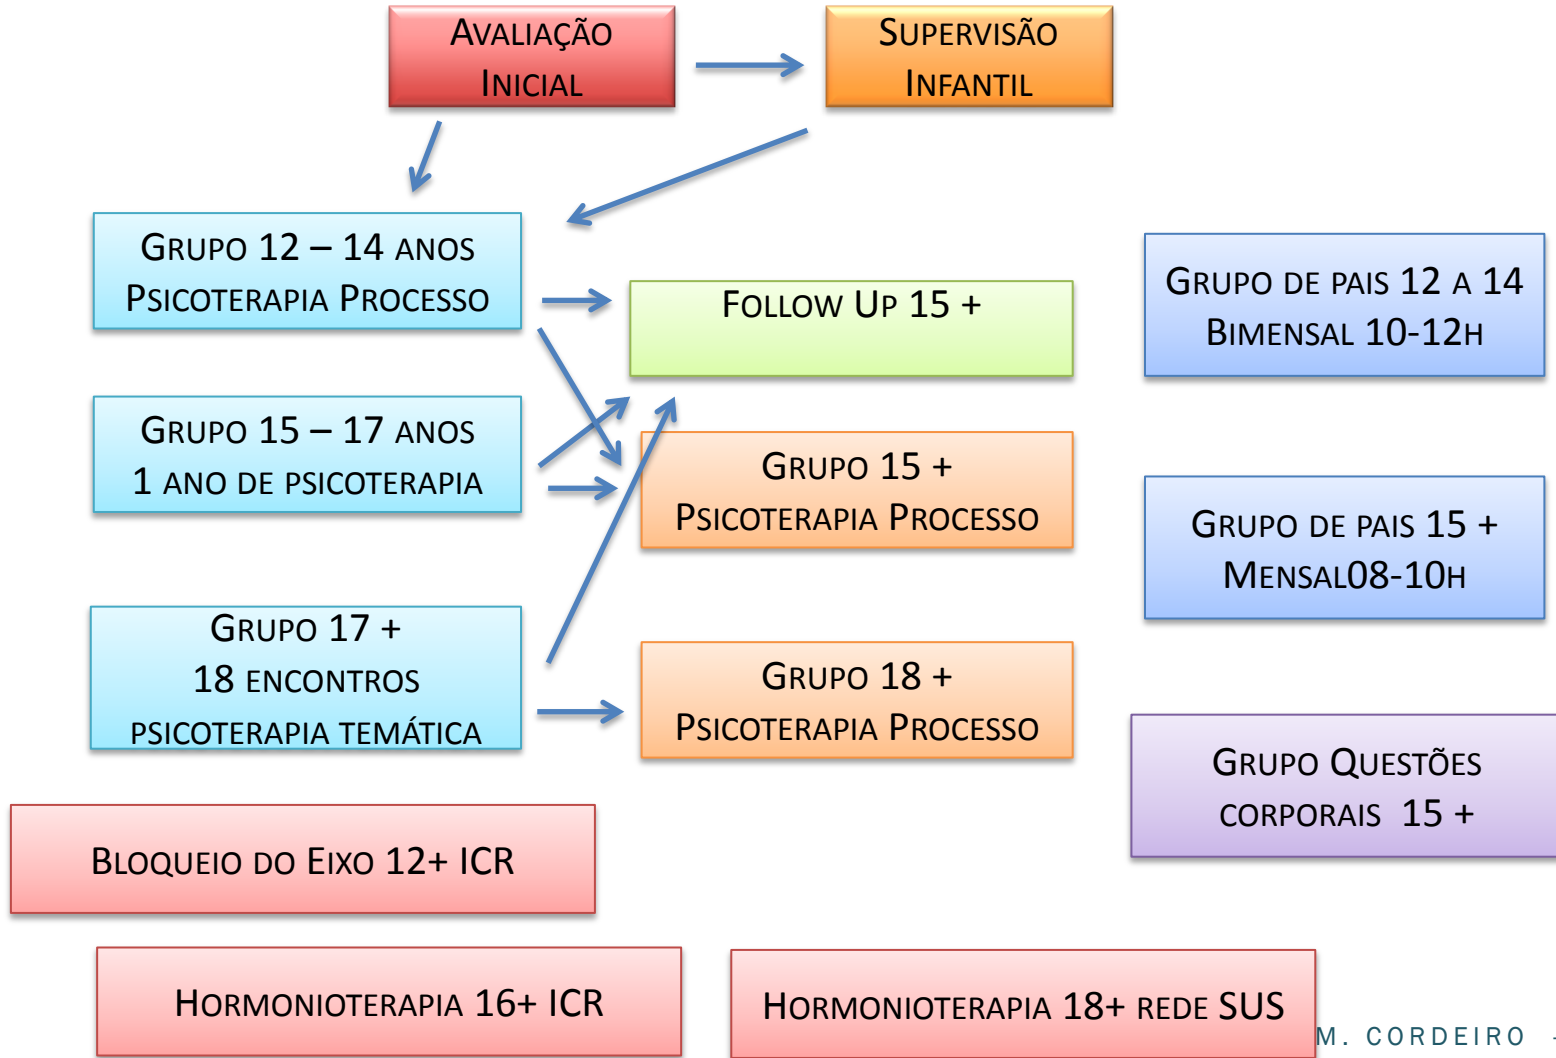 AVALIAÇÃO
INICIAL
SUPERVISÃO
INFANTIL
GRUPO 12 – 14 ANOS
PSICOTERAPIA PROCESSO
FOLLOW UP 15 +
GRUPO DE PAIS 12 A 14
BIMENSAL 10-12H
GRUPO 15 – 17 ANOS
1 ANO DE PSICOTERAPIA
GRUPO 15 +
PSICOTERAPIA PROCESSO
GRUPO DE PAIS 15 +
MENSAL08-10H
GRUPO 17 +
18 ENCONTROS
PSICOTERAPIA TEMÁTICA
GRUPO 18 +
PSICOTERAPIA PROCESSO
GRUPO QUESTÕES
CORPORAIS 15 +
BLOQUEIO DO EIXO 12+ ICR
HORMONIOTERAPIA 16+ ICR
HORMONIOTERAPIA 18+ REDE SUS
M. CORDEIRO